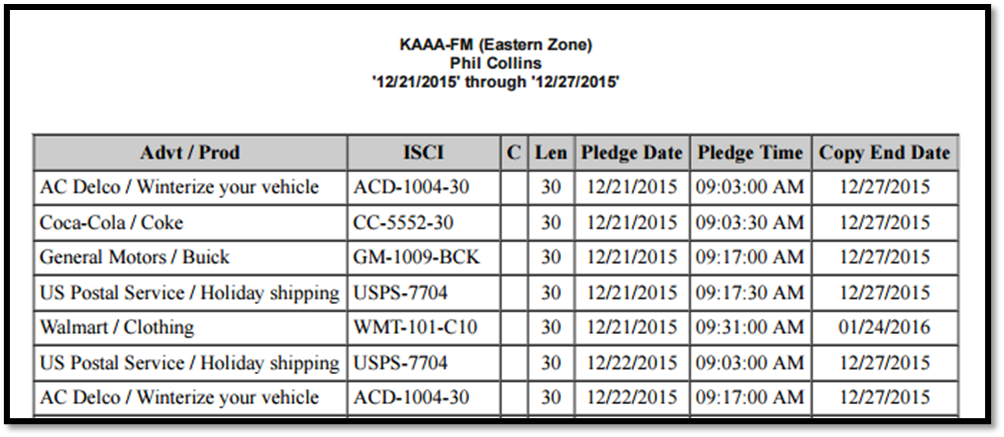 KAAA-FM (Eastern Zone)
Phil Collins
'12/21/2015' through '12/27/2015'
Advt / Prod ISCI C Len Pledge Date Pledge Time Copy End Date
AC Delco / Winterize your vehicle ACD-1004-30 30 12/21/2015 09:03:00 AM 12/27/2015
Coca-Cola / Coke CC-5552-30 30 12/21/2015 09:03:30 AM 12/27/2015
General Motors / Buick GM-1009-BCK 30 12/21/2015 09:17:00 AM 12/27/2015
US Postal Service / Holiday shipping USPS-7704 30 12/21/2015 09:17:30 AM 12/27/2015
Walmart / Clothing WMT-101-C10 30 12/21/2015 09:31:00 AM 01/24/2016
US Postal Service / Holiday shipping USPS-7704 30 12/22/2015 09:03:00 AM 12/27/2015
AC Delco / Winterize your vehicle ACD-1004-30 30 12/22/2015 09:17:00 AM 12/27/2015